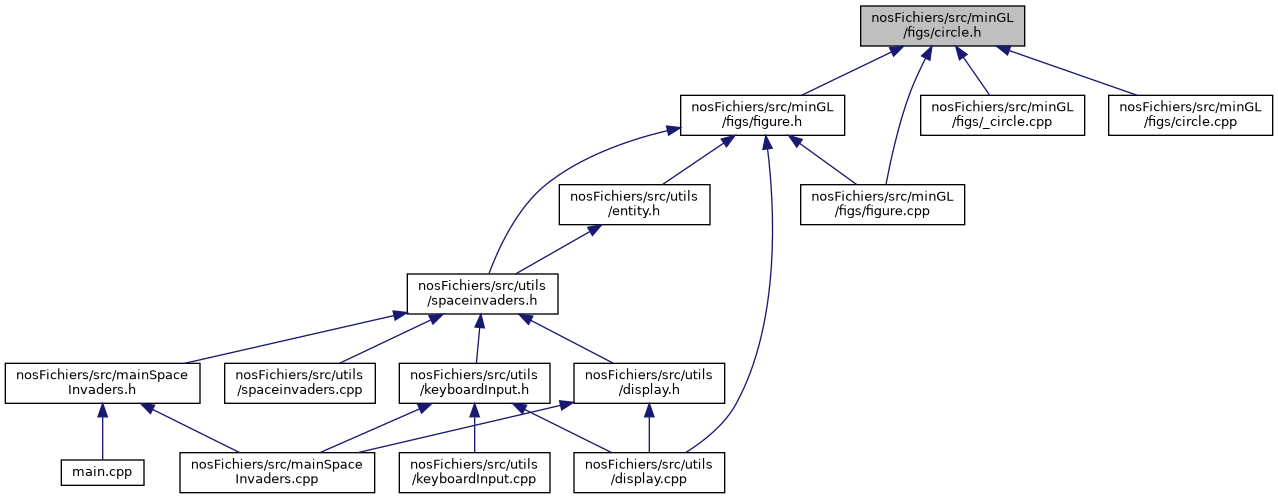 nosFichiers/src/minGL
/figs/circle.h
nosFichiers/src/minGL
/figs/figure.h
nosFichiers/src/minGL
/figs/_circle.cpp
nosFichiers/src/minGL
/figs/circle.cpp
nosFichiers/src/utils
/entity.h
nosFichiers/src/minGL
/figs/figure.cpp
nosFichiers/src/utils
/spaceinvaders.h
nosFichiers/src/mainSpace
Invaders.h
nosFichiers/src/utils
/spaceinvaders.cpp
nosFichiers/src/utils
/keyboardInput.h
nosFichiers/src/utils
/display.h
main.cpp
nosFichiers/src/mainSpace
Invaders.cpp
nosFichiers/src/utils
/keyboardInput.cpp
nosFichiers/src/utils
/display.cpp